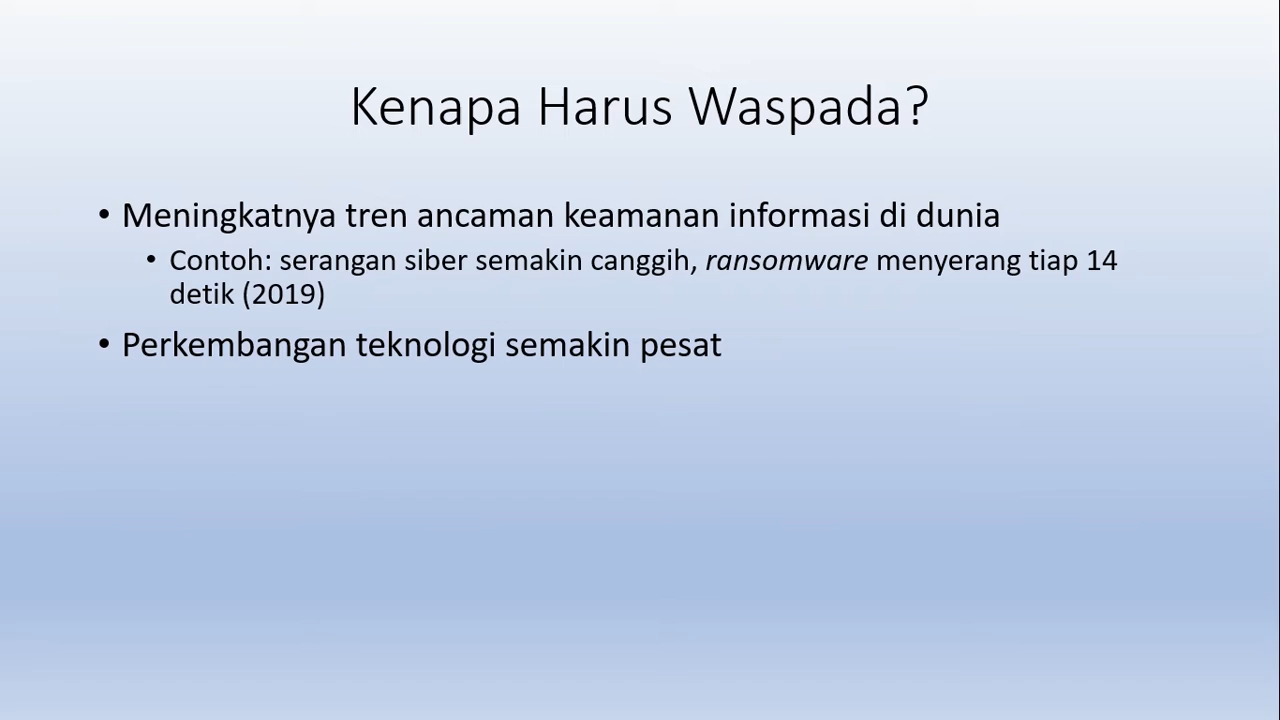 Kenapa Harus Waspada?
• Meningkatnya tren ancaman keamanan informasi di dunia
• Contoh: serangan siber semakin canggih, ransomware menyerang tiap 14
detik (2019)
• Perkembangan teknologi semakin pesat